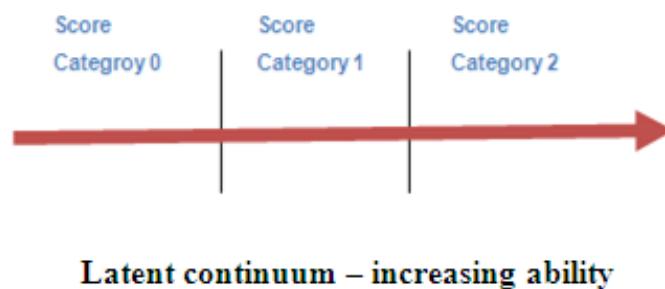 Score Score Score
Categroy 0 Category 1 Category 2
Latent continuum – increasing ability